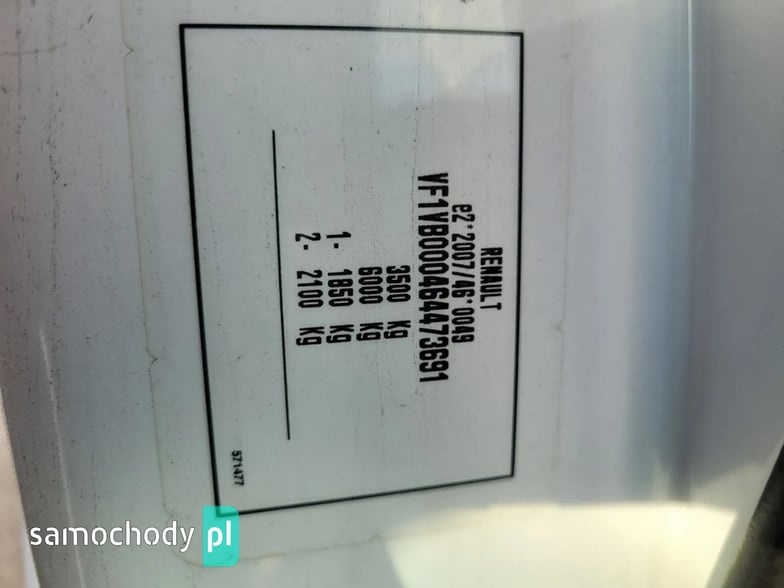 RENAULT
e2*2007/46*0049
VF1VB000464473691
3500 Kg
6000 Kg
1- 1850 Kg
2- 2100 Kg
571477
samochody pl